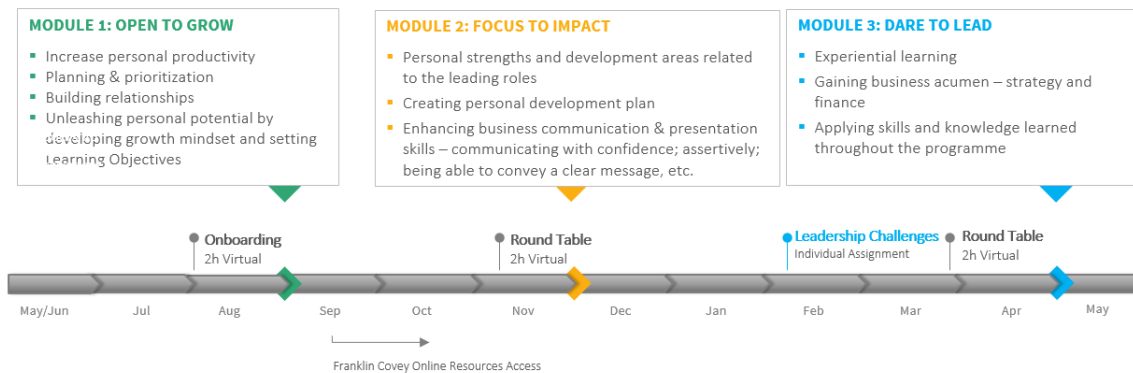 MODULE 1: OPEN TO GROW
Increase personal productivity
Planning & prioritization
Building relationships
Unleashing personal potential by
developing growth mindset and setting
Learning Objectives
MODULE 2: FOCUS TO IMPACT
Personal strengths and development areas related
to the leading roles
Creating personal development plan
Enhancing business communication & presentation
skills – communicating with confidence; assertively;
being able to convey a clear message, etc.
MODULE 3: DARE TO LEAD
Experiential learning
Gaining business acumen – strategy and
finance
Applying skills and knowledge learned
throughout the programme
Onboarding
2h Virtual
Round Table
2h Virtual
Leadership Challenges
Individual Assignment
Round Table
2h Virtual
May/Jun
Jul
Aug
Sep
Oct
Nov
Dec
Jan
Feb
Mar
Apr
May
Franklin Covey Online Resources Access